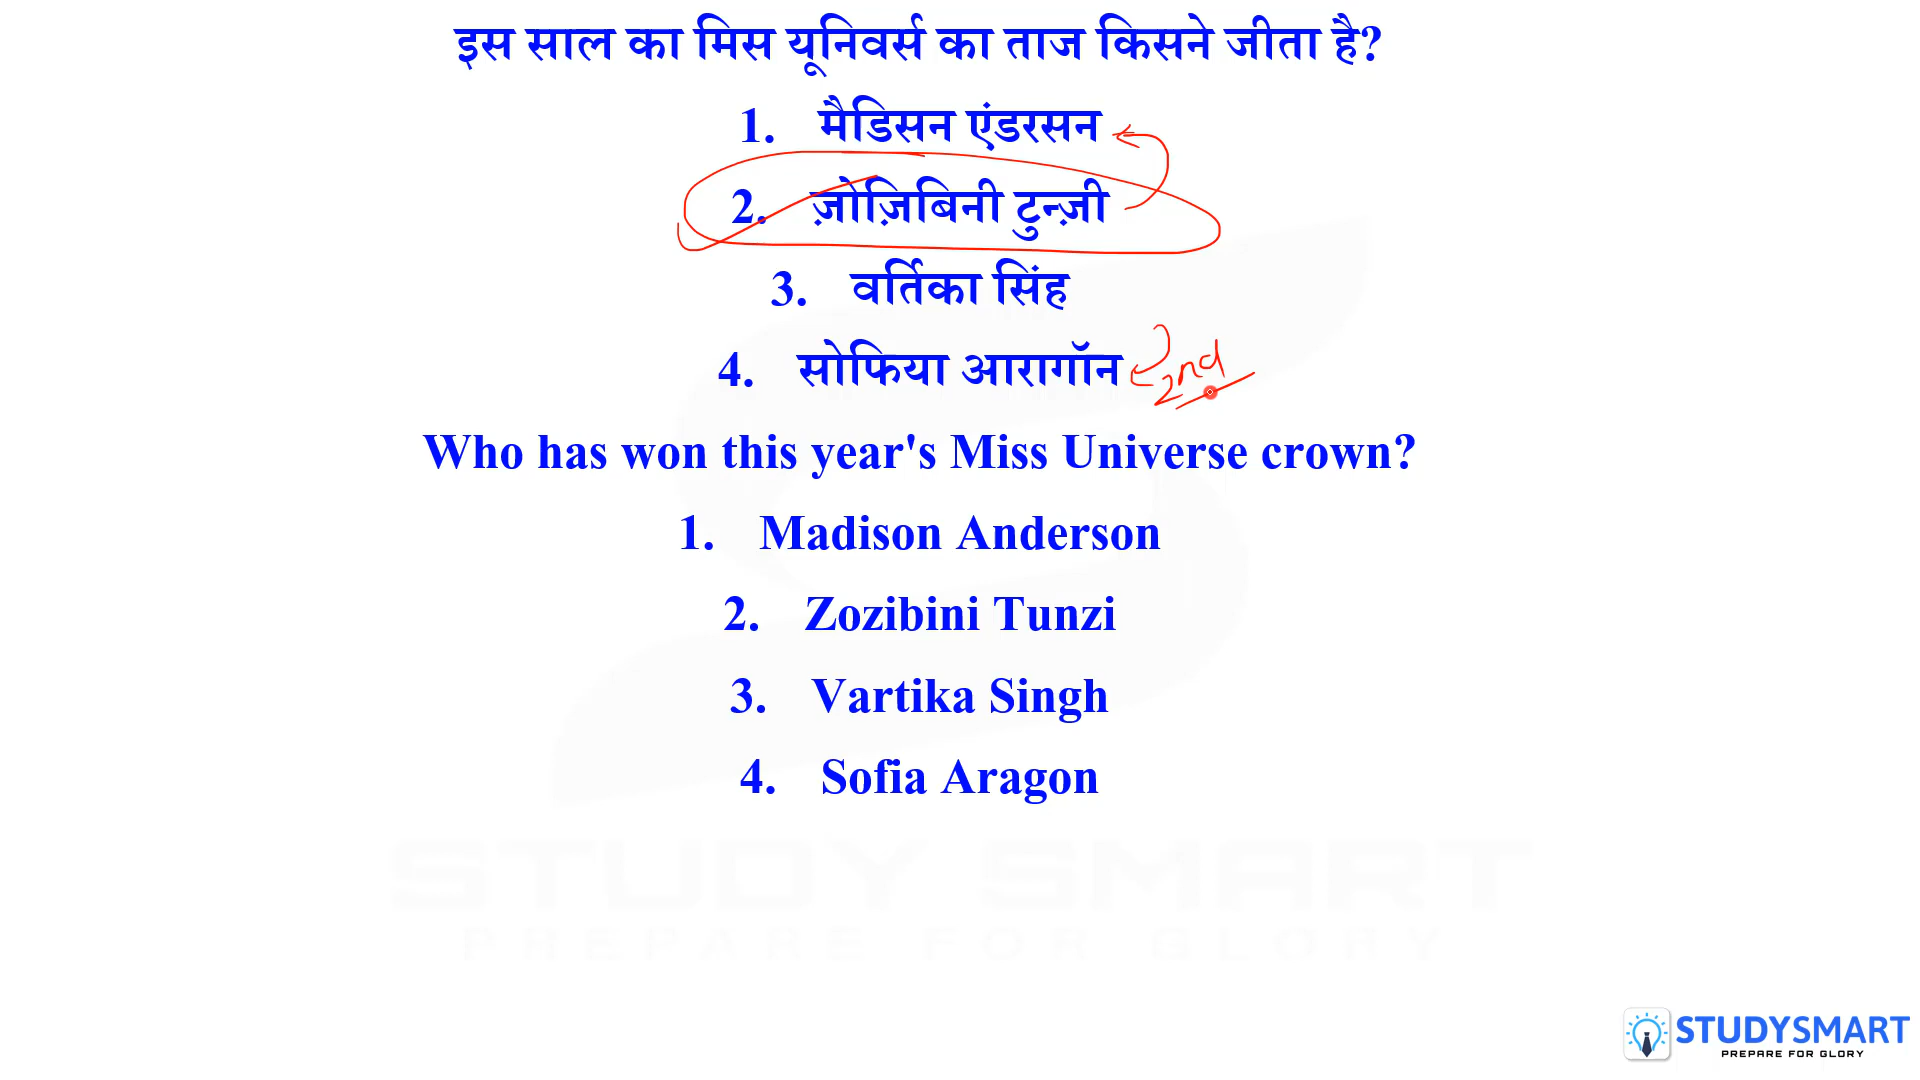 इस साल का मिस यूनिवर्स का ताज किसने जीता है?
1. मैडिसन एंडरसन
2. ज़ोज़िबिनी टुन्ज़ी
3. वर्तिका सिंह
4. सोफिया आरागॉन 2nd
Who has won this year's Miss Universe crown?
1. Madison Anderson
2. Zozibini Tunzi
3. Vartika Singh
4. Sofia Aragon
STUDY SMART
PREPARE FOR GLORY
STUDYSMART
PREPARE FOR GLORY